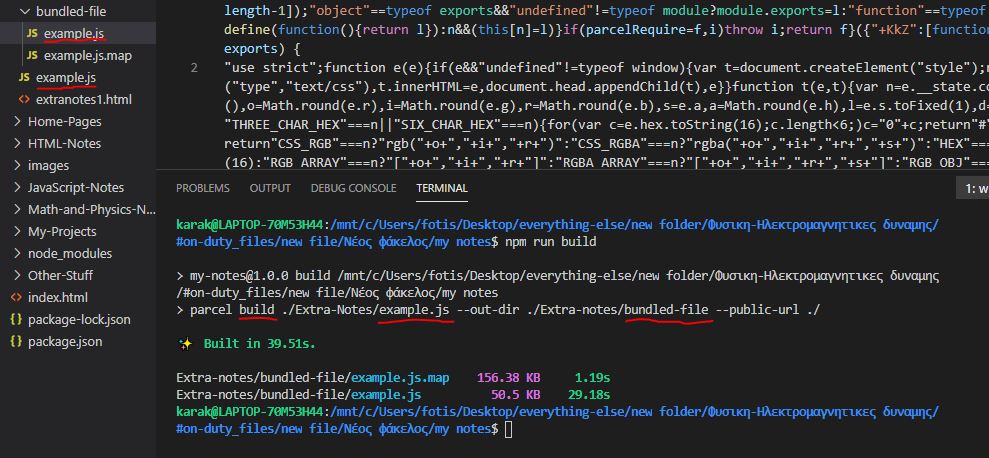 bundled-file
JS example.js
JS example.js.map
JS example.js
<> extranotes1.html
Home-Pages
HTML-Notes
images
JavaScript-Notes
Math-and-Physics-N...
My-Projects
node_modules
Other-Stuff
<> index.html
{} package-lock.json
{} package.json
length-1]);"object"==typeof exports&&"undefined"!=typeof module?module.exports=l:"function"==typeof
define(function(){return l}):n&&(this[n]=l)}if(parcelRequire=f,i)throw i;return f}({"+KkZ":[function
exports) {
2 "use strict";function e(e){if(e&&"undefined"!=typeof window){var t=document.createElement("style");
("type","text/css"),t.innerHTML=e,document.head.appendChild(t),e}}function t(e,t){var n=e.__state.co
(),o=Math.round(e.r),i=Math.round(e.g),r=Math.round(e.b),s=e.a,a=Math.round(e.h),l=e.s.toFixed(1),d=
"THREE_CHAR_HEX"===n||"SIX_CHAR_HEX"===n){for(var c=e.hex.toString(16);c.length<6;)c="0"+c;return"#"
return"CSS_RGB"===n?"rgb("+o+","+i+","+r+")":"CSS_RGBA"===n?"rgba("+o+","+i+","+r+","+s+")":"HEX"==
(16):"RGB_ARRAY"===n?"["+o+","+i+","+r+"]":"RGBA_ARRAY"===n?"["+o+","+i+","+r+","+s+"]":"RGB_OBJ"==
PROBLEMS OUTPUT DEBUG CONSOLE TERMINAL 1: w
karak@LAPTOP-70M53H44:/mnt/c/Users/fotis/Desktop/everything-else/new folder/Φυσικη-Ηλεκτρομαγνητικες δυναμης/
#on-duty_files/new file/Νέος φάκελος/my notes$ npm run build
> my-notes@1.0.0 build /mnt/c/Users/fotis/Desktop/everything-else/new folder/Φυσικη-Ηλεκτρομαγνητικες δυναμης
/#on-duty_files/new file/Νέος φάκελος/my notes
> parcel build ./Extra-Notes/example.js --out-dir ./Extra-notes/bundled-file --public-url ./
✨ Built in 39.51s.
Extra-notes/bundled-file/example.js.map 156.38 KB 1.19s
Extra-notes/bundled-file/example.js 50.5 KB 29.18s
karak@LAPTOP-70M53H44:/mnt/c/Users/fotis/Desktop/everything-else/new folder/Φυσικη-Ηλεκτρομαγνητικες δυναμης/
#on-duty_files/new file/Νέος φάκελος/my notes$